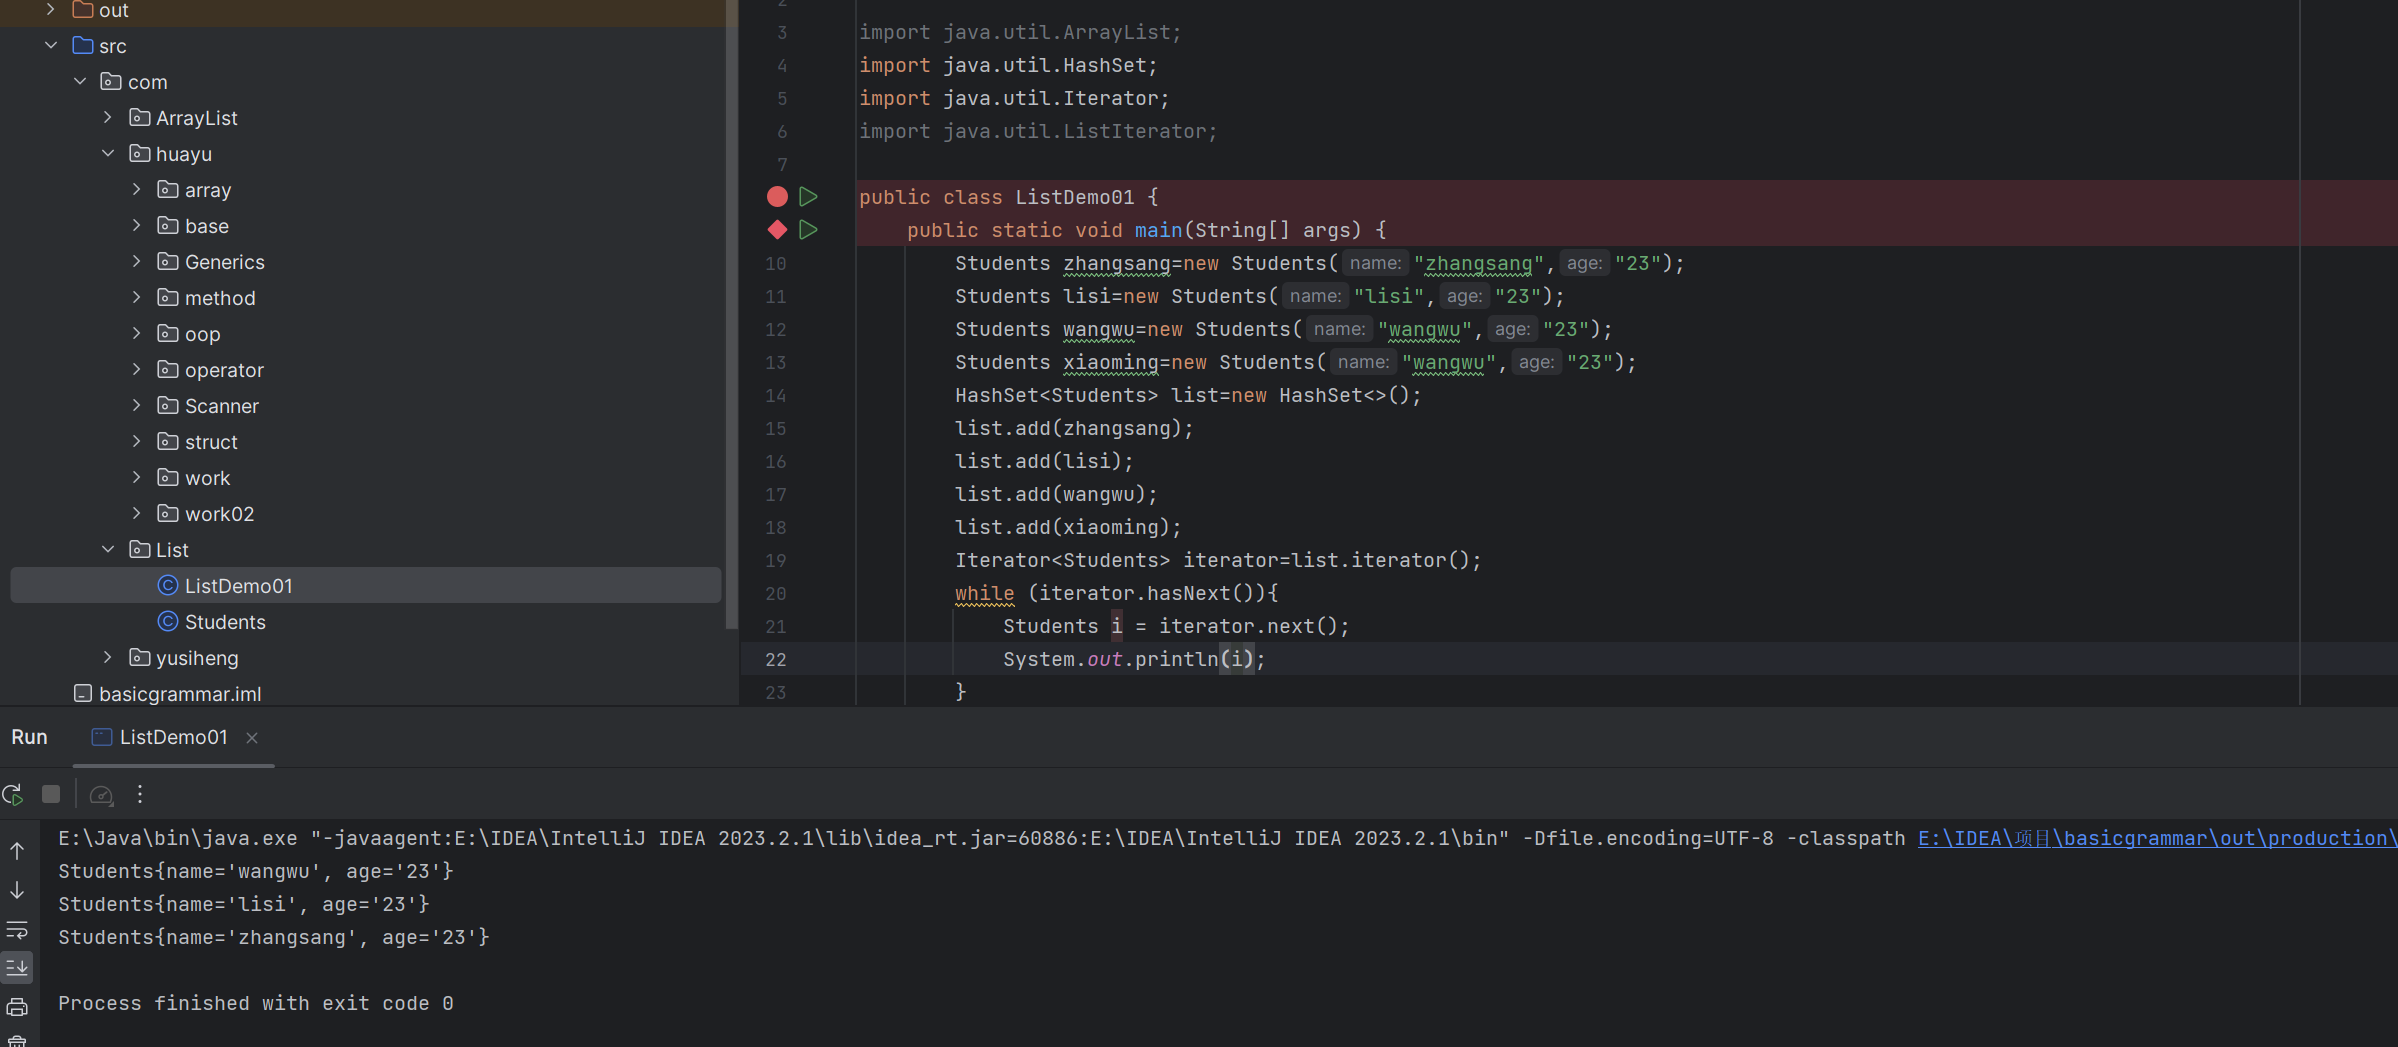 out
src
com
ArrayList
huayu
array
base
Generics
method
oop
operator
Scanner
struct
work
work02
List
ListDemo01
Students
yusiheng
basicgrammar.iml
3 import java.util.ArrayList;
4 import java.util.HashSet;
5 import java.util.Iterator;
6 import java.util.ListIterator;
7
public class ListDemo01 {
public static void main(String[] args) {
10 Students zhangsang=new Students( name: "zhangsang", age: "23");
11 Students lisi=new Students( name: "lisi", age: "23");
12 Students wangwu=new Students( name: "wangwu", age: "23");
13 Students xiaoming=new Students( name: "wangwu", age: "23");
14 HashSet<Students> list=new HashSet<>();
15 list.add(zhangsang);
16 list.add(lisi);
17 list.add(wangwu);
18 list.add(xiaoming);
19 Iterator<Students> iterator=list.iterator();
20 while (iterator.hasNext()){
21 Students i = iterator.next();
22 System.out.println(i);
23 }
Run ListDemo01
E:\Java\bin\java.exe "-javaagent:E:\IDEA\IntelliJ IDEA 2023.2.1\lib\idea_rt.jar=60886:E:\IDEA\IntelliJ IDEA 2023.2.1\bin" -Dfile.encoding=UTF-8 -classpath E:\IDEA\项目\basicgrammar\out\production\
Students{name='wangwu', age='23'}
Students{name='lisi', age='23'}
Students{name='zhangsang', age='23'}
Process finished with exit code 0